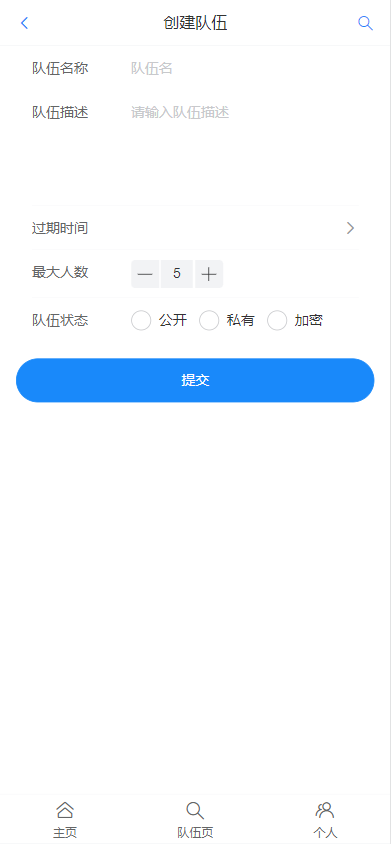 创建队伍
队伍名称 队伍名
队伍描述 请输入队伍描述
过期时间
最大人数 5
队伍状态 公开 私有 加密
提交
主页 队伍页 个人